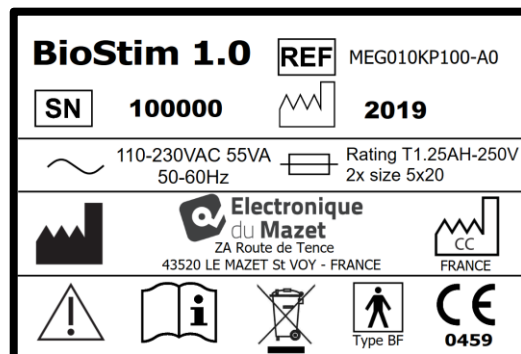 BioStim 1.0 REF MEG010KP100-A0
SN 100000 2019
110-230VAC 55VA
50-60Hz
Rating T1.25AH-250V
2x size 5x20
Electronique
du Mazet
ZA Route de Tence
43520 LE MAZET St VOY - FRANCE
CC
FRANCE
i
Type BF
CE
0459